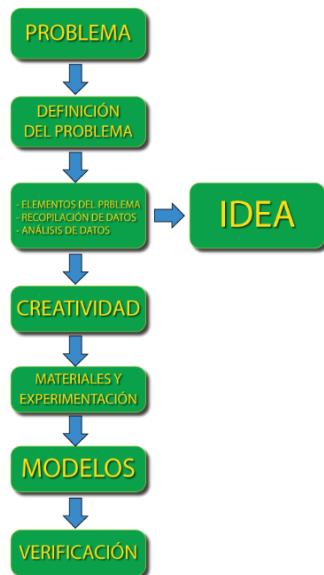 PROBLEMA
DEFINICIÓN
DEL PROBLEMA
- ELEMENTOS DEL PRBLEMA
- RECOPILACIÓN DE DATOS
- ANÁLISIS DE DATOS
IDEA
CREATIVIDAD
MATERIALES Y
EXPERIMENTACIÓN
MODELOS
VERIFICACIÓN